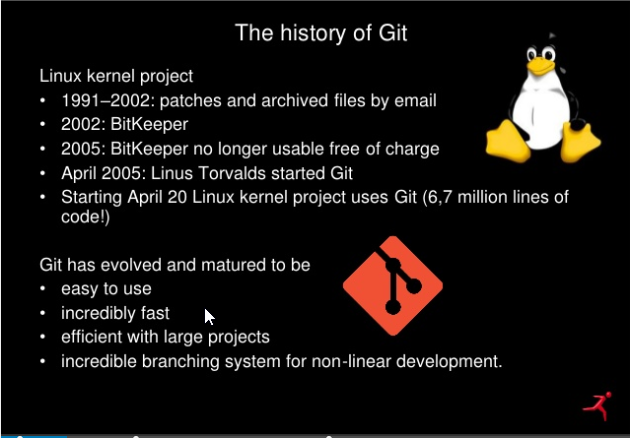 The history of Git
Linux kernel project
• 1991–2002: patches and archived files by email
• 2002: BitKeeper
• 2005: BitKeeper no longer usable free of charge
• April 2005: Linus Torvalds started Git
• Starting April 20 Linux kernel project uses Git (6,7 million lines of
code!)
Git has evolved and matured to be
• easy to use
• incredibly fast
• efficient with large projects
• incredible branching system for non-linear development.